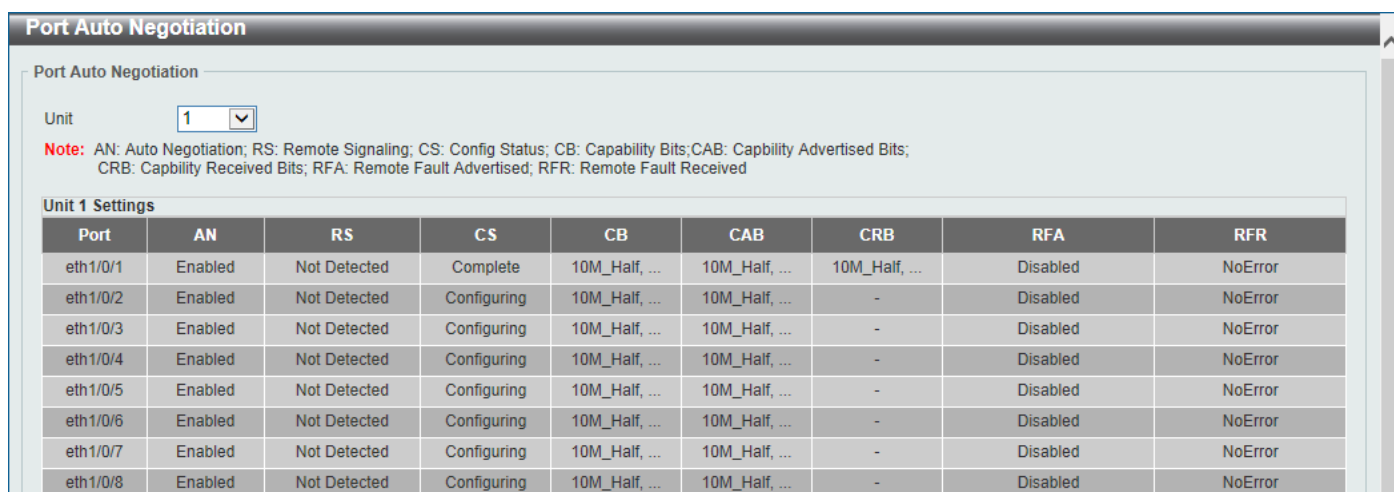 Port Auto Negotiation
Port Auto Negotiation
Unit 1
Note: AN: Auto Negotiation; RS: Remote Signaling; CS: Config Status; CB: Capability Bits;CAB: Capbility Advertised Bits;
CRB: Capbility Received Bits; RFA: Remote Fault Advertised; RFR: Remote Fault Received
Unit 1 Settings
Port AN RS CS CB CAB CRB RFA RFR
eth1/0/1 Enabled Not Detected Complete 10M_Half, ... 10M_Half, ... 10M_Half, ... Disabled NoError
eth1/0/2 Enabled Not Detected Configuring 10M_Half, ... 10M_Half, ... - Disabled NoError
eth1/0/3 Enabled Not Detected Configuring 10M_Half, ... 10M_Half, ... - Disabled NoError
eth1/0/4 Enabled Not Detected Configuring 10M_Half, ... 10M_Half, ... - Disabled NoError
eth1/0/5 Enabled Not Detected Configuring 10M_Half, ... 10M_Half, ... - Disabled NoError
eth1/0/6 Enabled Not Detected Configuring 10M_Half, ... 10M_Half, ... - Disabled NoError
eth1/0/7 Enabled Not Detected Configuring 10M_Half, ... 10M_Half, ... - Disabled NoError
eth1/0/8 Enabled Not Detected Configuring 10M_Half, ... 10M_Half, ... - Disabled NoError